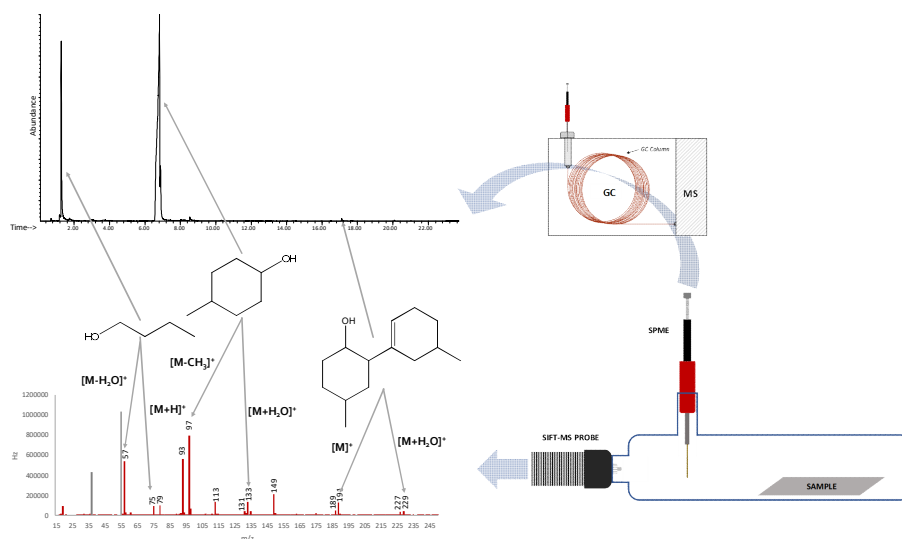 Abundance
Time-->
2.00 4.00 6.00 8.00 10.00 12.00 14.00 16.00 18.00 20.00 22.00
GC Column
GC
MS
OH
HO
OH
[M-H₂O]⁺
[M-CH₃]⁺
[M+H]⁺
[M+H₂O]⁺
[M]⁺
[M+H₂O]⁺
SPME
SIFT-MS PROBE
SAMPLE
1200000
1000000
800000
600000
400000
200000
0
Hz
57
75
79
93
97
113
131
133
149
189
191
227
229
15 25 35 45 55 65 75 85 95 105 115 125 135 145 155 165 175 185 195 205 215 225 235 245
m/z